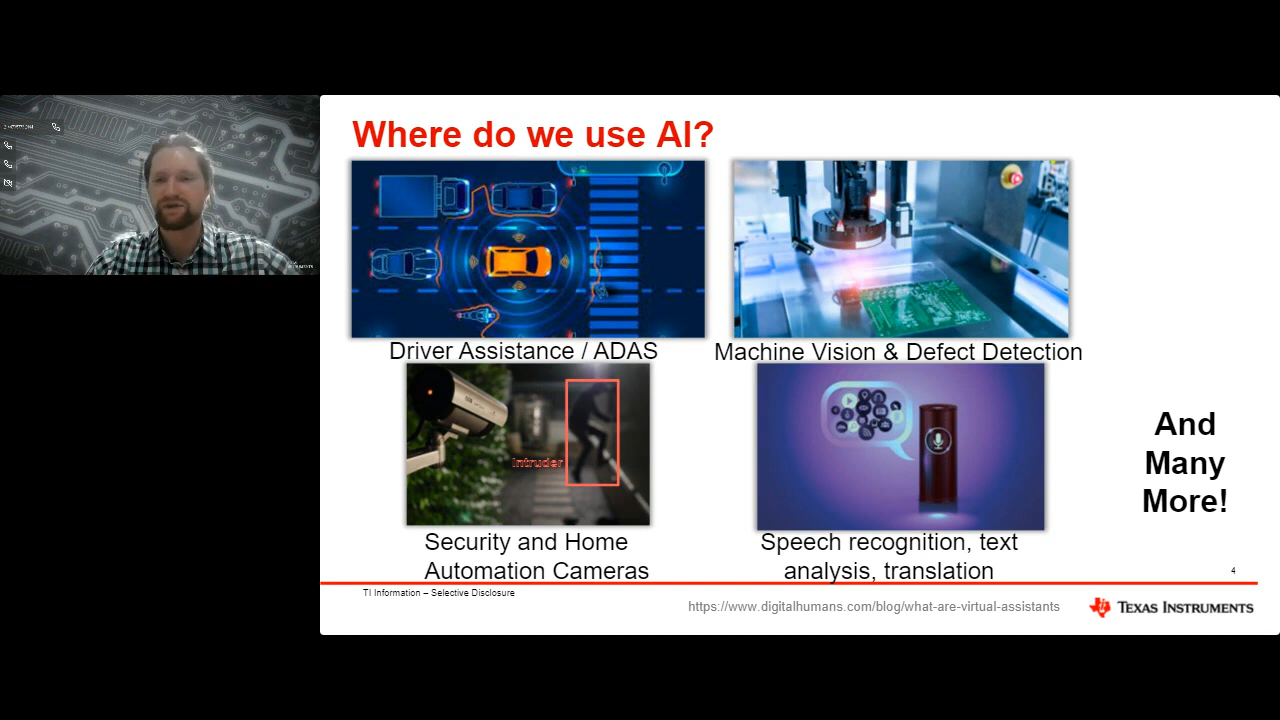 Where do we use AI?
Driver Assistance / ADAS
Machine Vision & Defect Detection
Intruder
Security and Home
Automation Cameras
Speech recognition, text
analysis, translation
And
Many
More!
4
TI Information – Selective Disclosure
https://www.digitalhumans.com/blog/what-are-virtual-assistants
TEXAS INSTRUMENTS